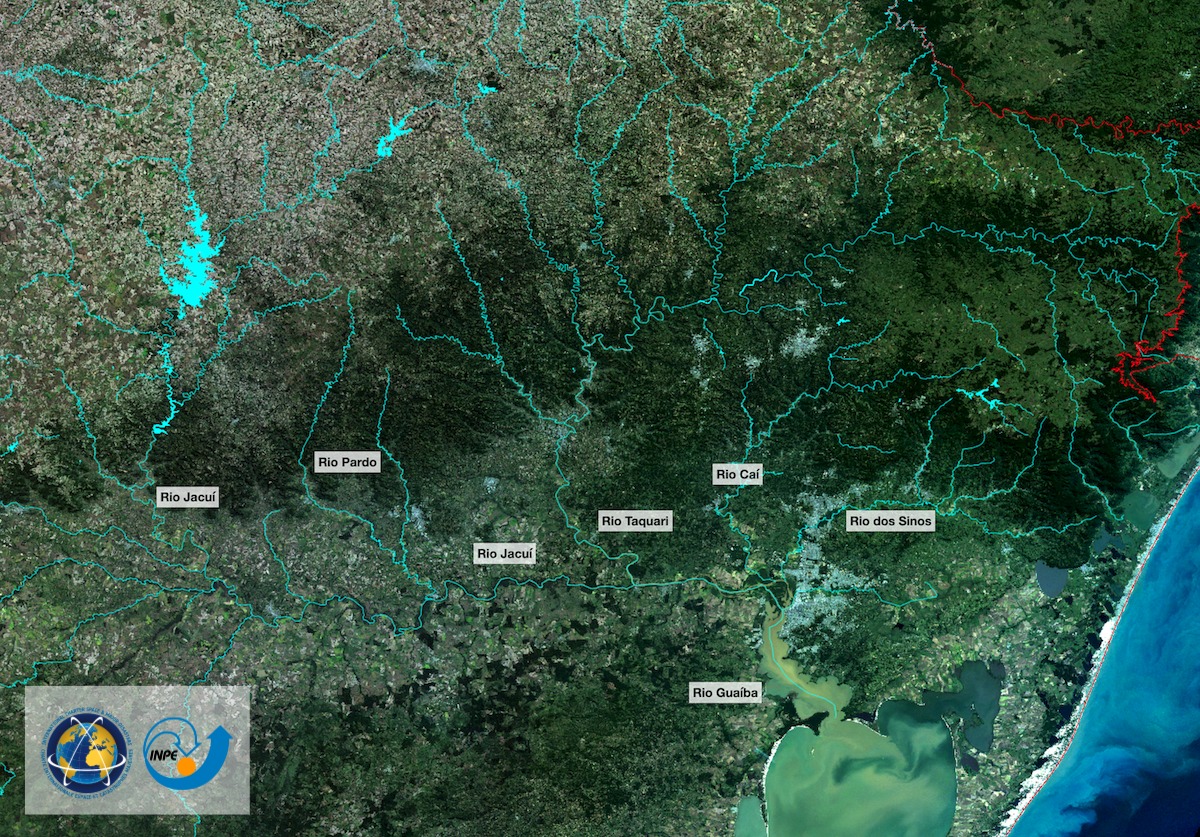 Rio Pardo
Rio Caí
Rio Jacuí
Rio Taquari
Rio dos Sinos
Rio Jacuí
Rio Guaíba
INPE